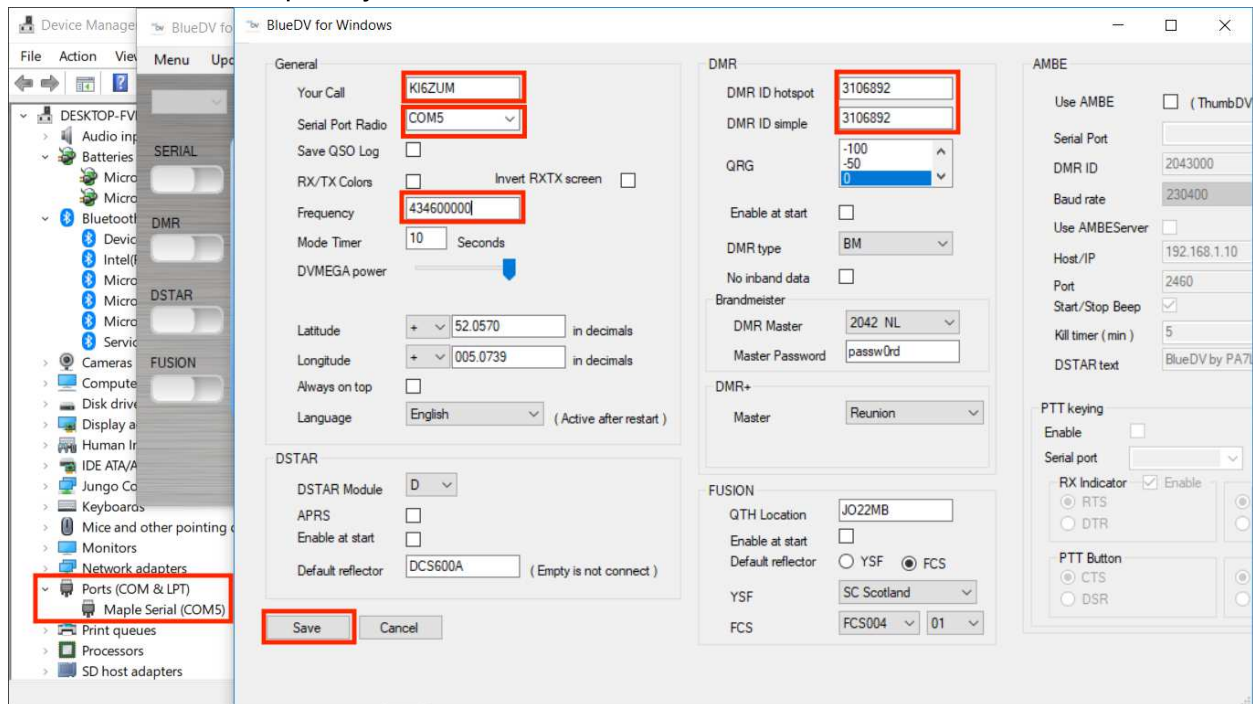 Device Manage
BlueDV fo
BlueDV for Windows
File Action Vie
Menu Upd
DESKTOP-FV
Audio inp
Batteries
Micro
Micro
Bluetooth
Devic
Intel(R
Micro
Micro
Micro
Servic
Cameras
Compute
Disk drive
Display a
Human In
IDE ATA/A
Jungo Co
Keyboards
Mice and other pointing d
Monitors
Network adapters
Ports (COM & LPT)
Maple Serial (COM5)
Print queues
Processors
SD host adapters
SERIAL
DMR
DSTAR
FUSION
General
Your Call KI6ZUM
Serial Port Radio COM5
Save QSO Log
RX/TX Colors Invert RXTX screen
Frequency 434600000
Mode Timer 10 Seconds
DVMEGA power
Latitude + 52.0570 in decimals
Longitude + 005.0739 in decimals
Always on top
Language English ( Active after restart )
DSTAR
DSTAR Module D
APRS
Enable at start
Default reflector DCS600A ( Empty is not connect )
Save Cancel
DMR
DMR ID hotspot 3106892
DMR ID simple 3106892
QRG
-100
-50
0
Enable at start
DMR type BM
No inband data
Brandmeister
DMR Master 2042 NL
Master Password passw0rd
DMR+
Master Reunion
FUSION
QTH Location JO22MB
Enable at start
Default reflector YSF FCS
YSF SC Scotland
FCS FCS004 01
AMBE
Use AMBE ( ThumbDV
Serial Port
DMR ID 2043000
Baud rate 230400
Use AMBEServer
Host/IP 192.168.1.10
Port 2460
Start/Stop Beep
Kill timer ( min ) 5
DSTAR text BlueDV by PA7L
PTT keying
Enable
Serial port
RX Indicator Enable
RTS
DTR
PTT Button
CTS
DSR